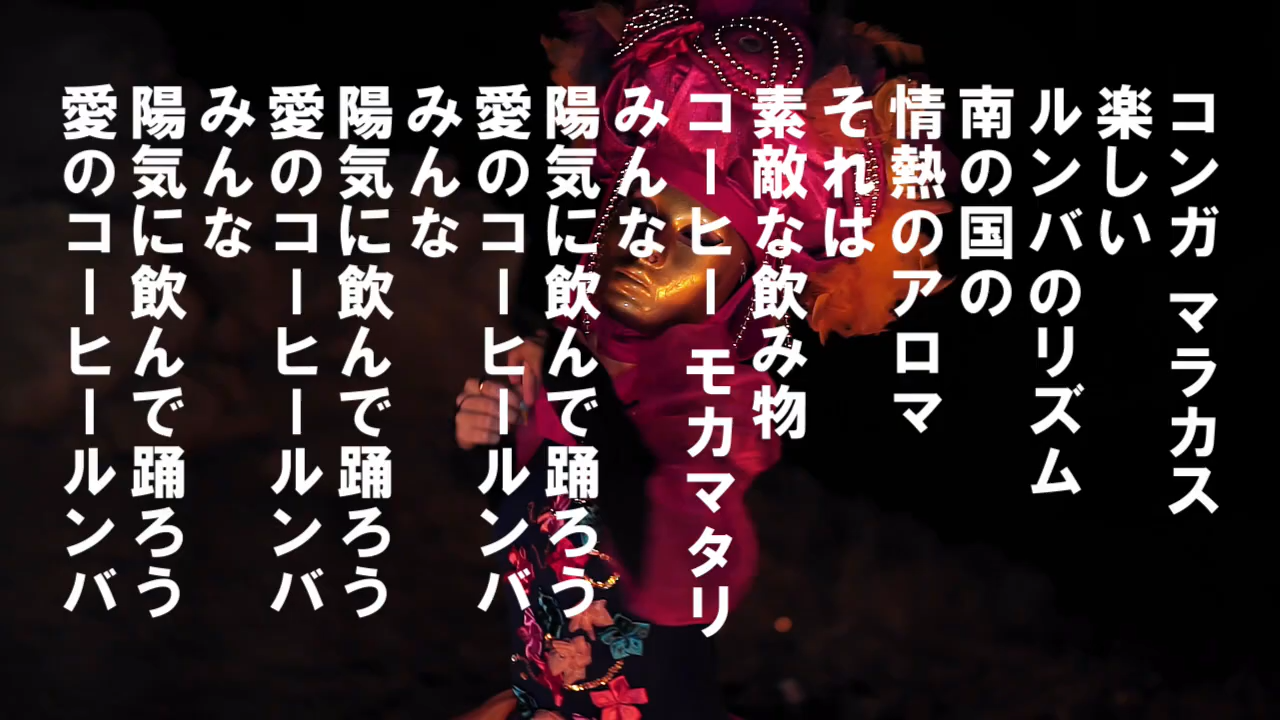 コンガ マラカス
楽しい
ルンバのリズム
南の国の
情熱のアロマ
それは
素敵な飲み物
コーヒー モカマタリ
みんな
陽気に飲んで踊ろう
愛のコーヒールンバ
みんな
陽気に飲んで踊ろう
愛のコーヒールンバ
みんな
陽気に飲んで踊ろう
愛のコーヒールンバ